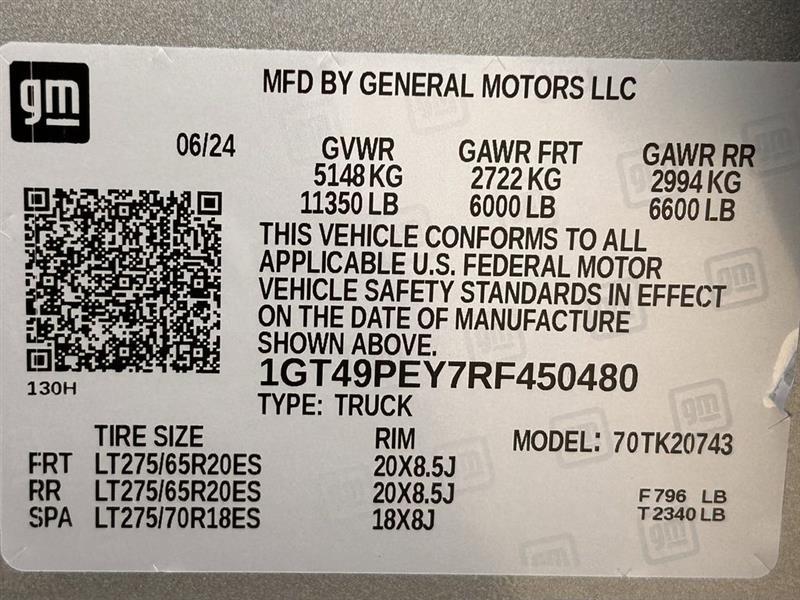 gm
MFD BY GENERAL MOTORS LLC
06/24 GVWR GAWR FRT GAWR RR
5148 KG 2722 KG 2994 KG
11350 LB 6000 LB 6600 LB
THIS VEHICLE CONFORMS TO ALL
APPLICABLE U.S. FEDERAL MOTOR
VEHICLE SAFETY STANDARDS IN EFFECT
ON THE DATE OF MANUFACTURE
SHOWN ABOVE.
130H
1GT49PEY7RF450480
TYPE: TRUCK
TIRE SIZE RIM MODEL: 70TK20743
FRT LT275/65R20ES 20X8.5J
RR LT275/65R20ES 20X8.5J F796 LB
SPA LT275/70R18ES 18X8J T2340 LB